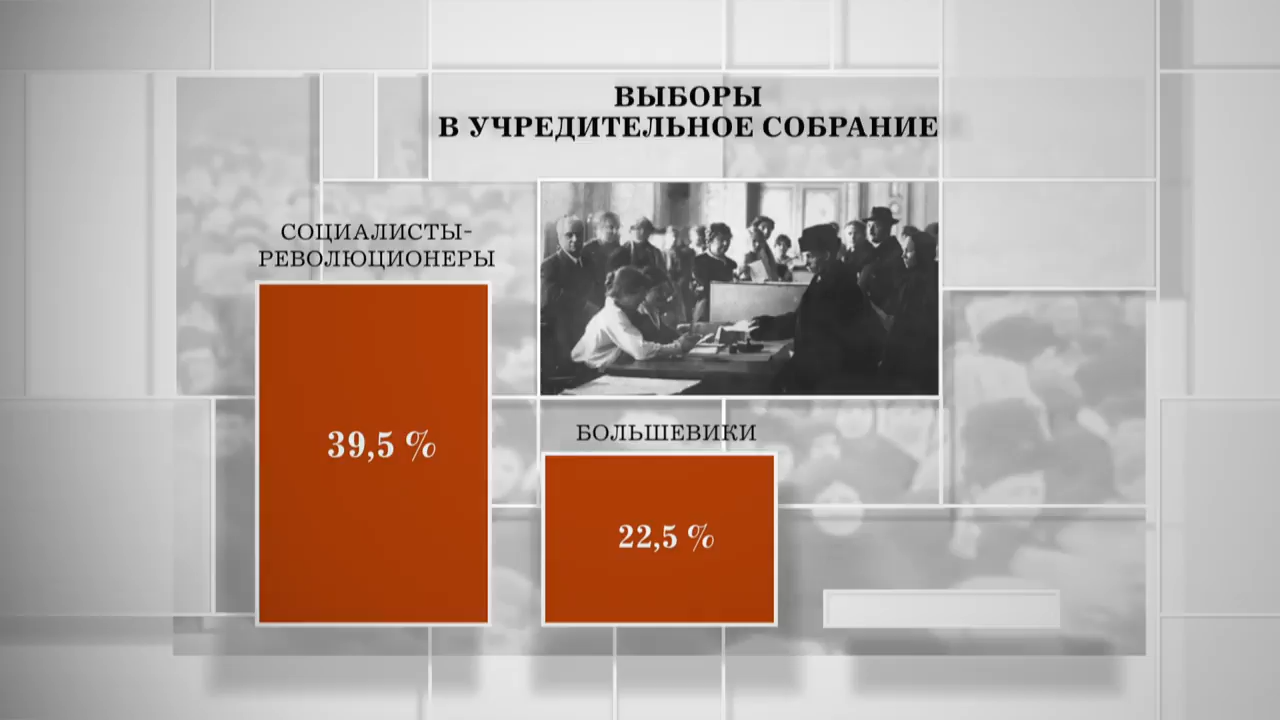 ВЫБОРЫ
В УЧРЕДИТЕЛЬНОЕ СОБРАНИЕ
СОЦИАЛИСТЫ-
РЕВОЛЮЦИОНЕРЫ
39,5 %
БОЛЬШЕВИКИ
22,5 %